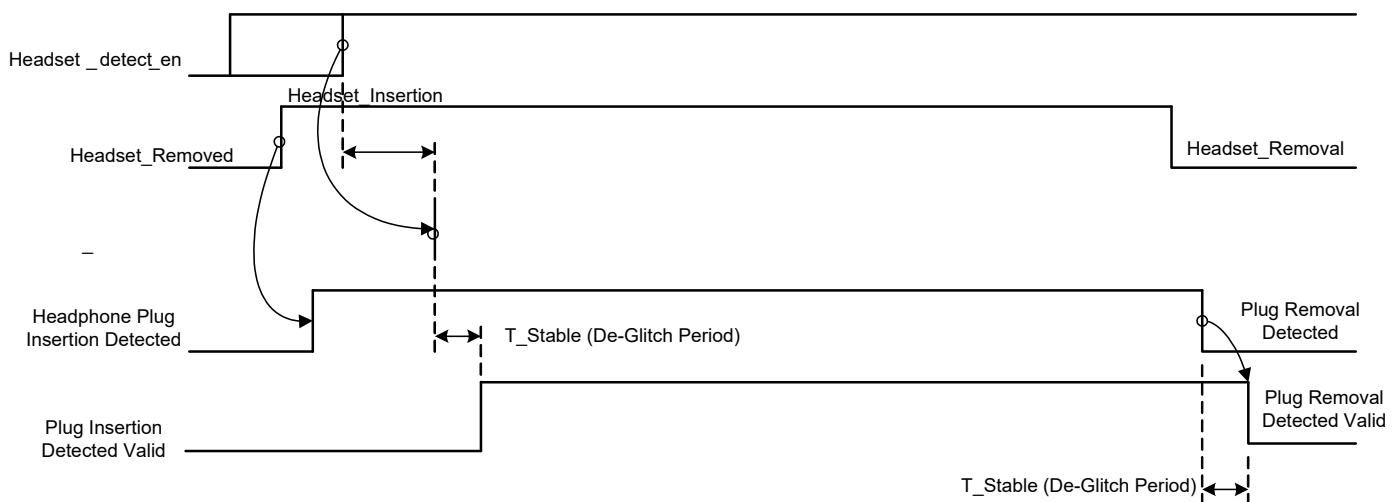 Headset _detect_en
Headset_Insertion
Headset_Removed
Headset_Removal
_
Headphone Plug
Insertion Detected
T_Stable (De-Glitch Period)
Plug Removal
Detected
Plug Insertion
Detected Valid
Plug Removal
Detected Valid
T_Stable (De-Glitch Period)